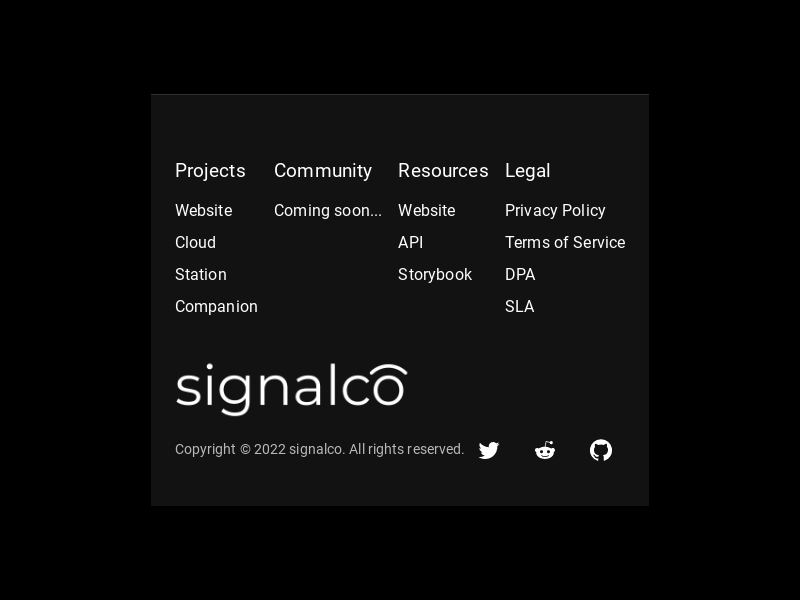 Projects
Website
Cloud
Station
Companion
Community
Coming soon...
Resources
Website
API
Storybook
Legal
Privacy Policy
Terms of Service
DPA
SLA
signalco
Copyright © 2022 signalco. All rights reserved.